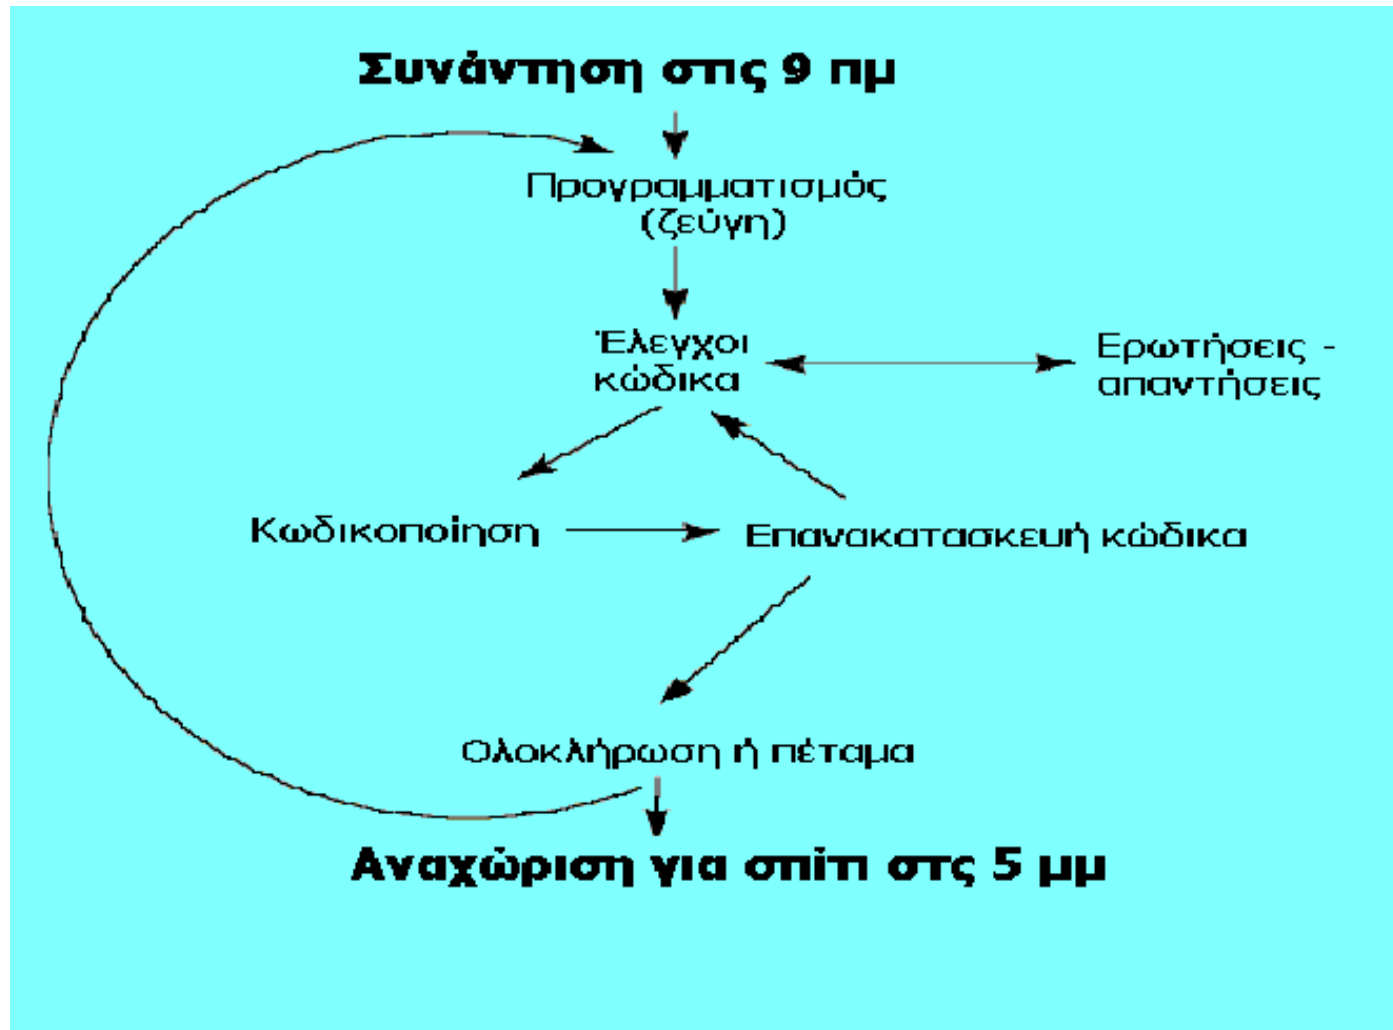 Συνάντηση στις 9 πμ
Προγραμματισμός
(ζεύγη)
Έλεγχοι
κώδικα
Ερωτήσεις -
απαντήσεις
Κωδικοποίηση
Επανακατασκευή κώδικα
Ολοκλήρωση ή πέταμα
Αναχώριση για σπίτι στς 5 μμ